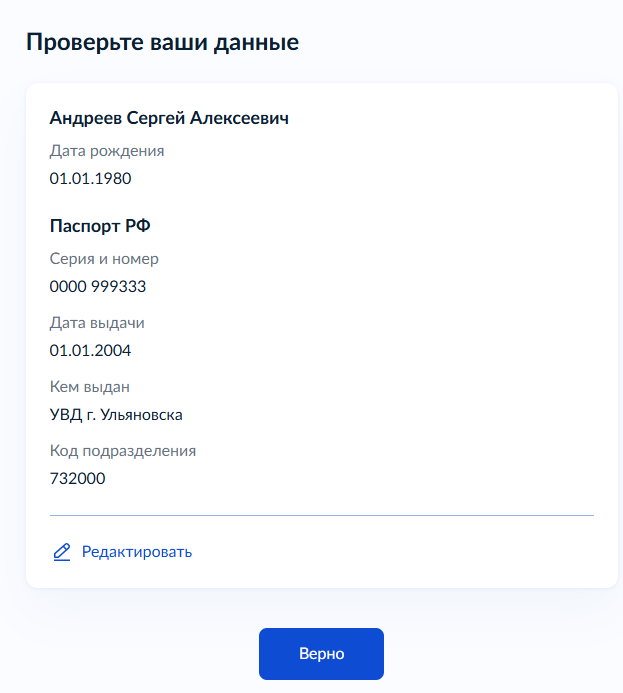 Проверьте ваши данные
Андреев Сергей Алексеевич
Дата рождения
01.01.1980
Паспорт РФ
Серия и номер
0000 999333
Дата выдачи
01.01.2004
Кем выдан
УВД г. Ульяновска
Код подразделения
732000
Редактировать
Верно